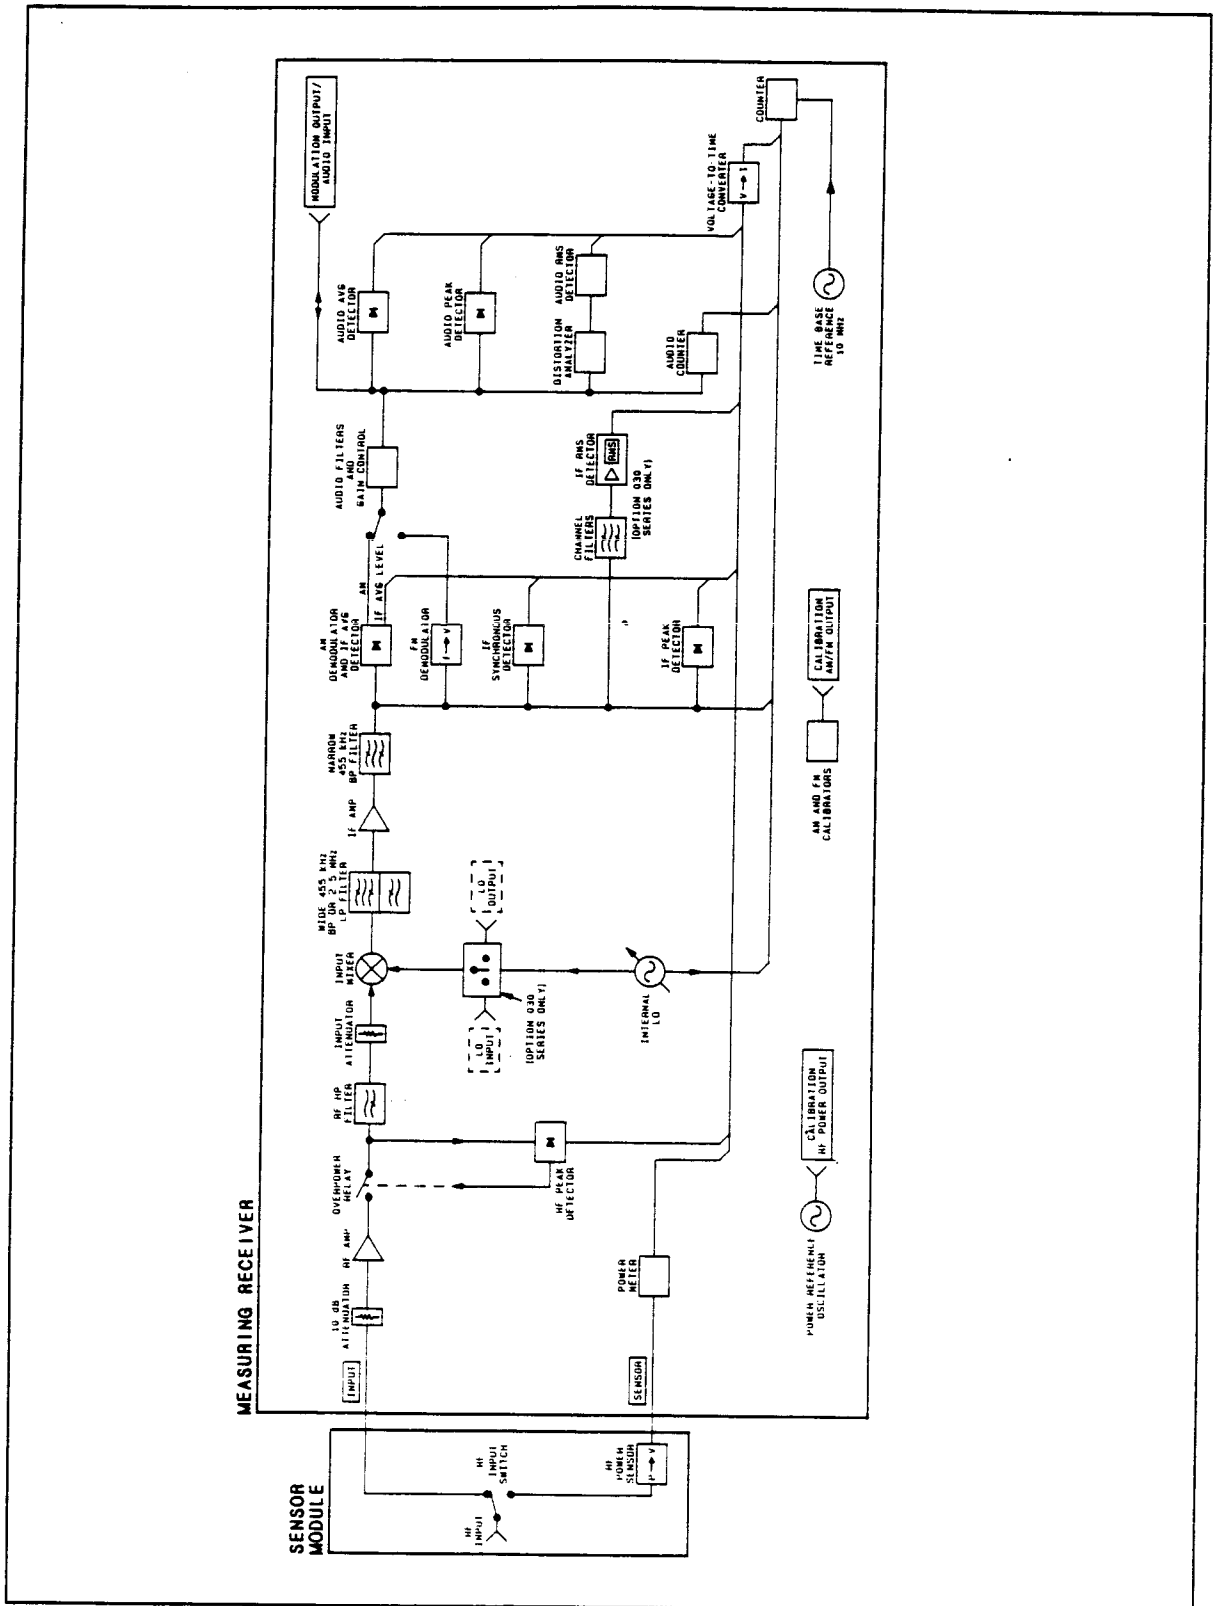 SENSOR
MODULE
RF
INPUT
RF
INPUT
SWITCH
RF
POWER
SENSOR
P→V
MEASURING RECEIVER
INPUT
SENSOR
10 dB
ATTENUATOR
RF AMP
OVERPOWER
RELAY
RF PEAK
DETECTOR
POWER
METER
RF HP
FILTER
INPUT
ATTENUATOR
INPUT
MIXER
LO
INPUT
LO
OUTPUT
(OPTION 030
SERIES ONLY)
INTERNAL
LO
POWER REFERENCE
OSCILLATOR
CALIBRATION
RF POWER OUTPUT
WIDE 455 kHz
BP OR 2.5 MHz
LP FILTER
IF AMP
NARROW
455 kHz
BP FILTER
AM
DEMODULATOR
AND IF AVG
DETECTOR
FM
DEMODULATOR
IF
SYNCHRONOUS
DETECTOR
IF PEAK
DETECTOR
AM
IF AVG LEVEL
CHANNEL
FILTERS
IF RMS
DETECTOR
RMS
(OPTION 030
SERIES ONLY)
AM AND FM
CALIBRATORS
CALIBRATION
AM/FM OUTPUT
AUDIO FILTERS
AND
GAIN CONTROL
MODULATION OUTPUT/
AUDIO INPUT
AUDIO AVG
DETECTOR
AUDIO PEAK
DETECTOR
DISTORTION
ANALYZER
AUDIO RMS
DETECTOR
AUDIO
COUNTER
VOLTAGE-TO-TIME
CONVERTER
COUNTER
TIME BASE
REFERENCE
10 MHz